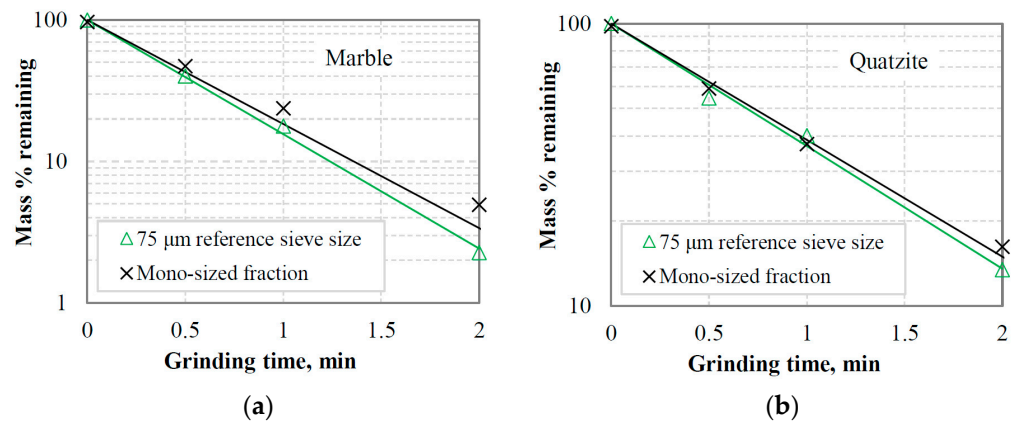 100
10
1
Mass % remaining
Marble
75 μm reference sieve size
Mono-sized fraction
0
0.5
1
1.5
2
Grinding time, min
(a)
100
10
Mass % remaining
Quatzite
75 μm reference sieve size
Mono-sized fraction
0
0.5
1
1.5
2
Grinding time, min
(b)